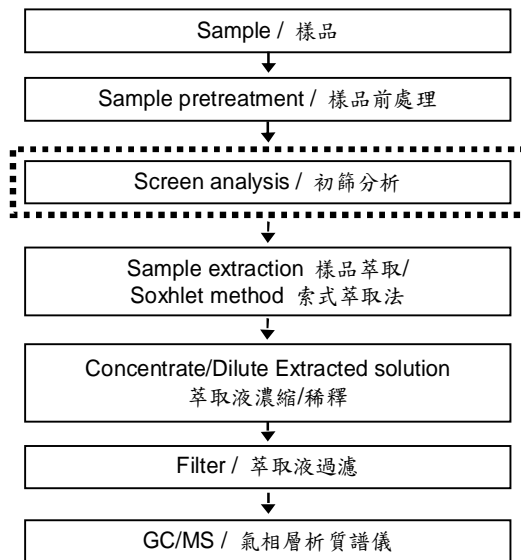 Sample / 樣品
Sample pretreatment / 樣品前處理
Screen analysis / 初篩分析
Sample extraction 樣品萃取/
Soxhlet method 索式萃取法
Concentrate/Dilute Extracted solution
萃取液濃縮/稀釋
Filter / 萃取液過濾
GC/MS / 氣相層析質譜儀